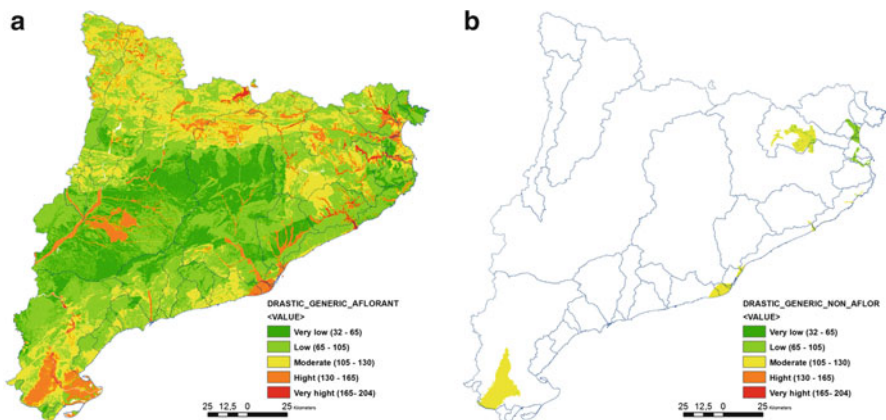 a
DRASTIC_GENERIC_AFLORANT
<VALUE>
Very low (32 - 65)
Low (65 - 105)
Moderate (105 - 130)
Hight (130 - 165)
Very hight (165- 204)
25 12,5 0 25 Kilometers
b
DRASTIC_GENERIC_NON_AFLOR
<VALUE>
Very low (32 - 65)
Low (65 - 105)
Moderate (105 - 130)
Hight (130 - 165)
Very hight (165 - 204)
25 12,5 0 25 Kilometers